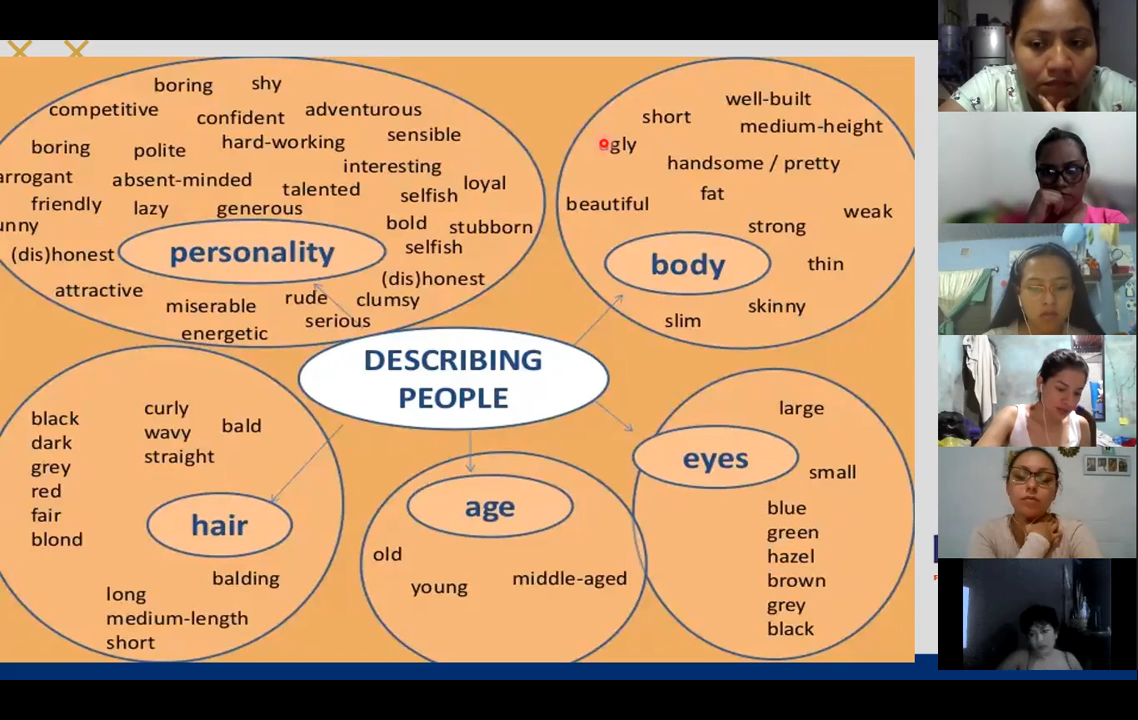 boring shy
competitive confident adventurous
hard-working sensible
boring polite interesting
arrogant absent-minded talented selfish loyal
friendly lazy generous
unny bold stubborn
(dis)honest personality selfish
(dis)honest
attractive miserable rude clumsy
energetic serious
well-built
short medium-height
gly
handsome / pretty
beautiful fat
strong weak
body thin
skinny
slim
DESCRIBING
PEOPLE
black curly
dark wavy bald
grey straight
red
fair
blond
hair
balding
long
medium-length
short
age
old
young middle-aged
large
eyes small
blue
green
hazel
brown
grey
black